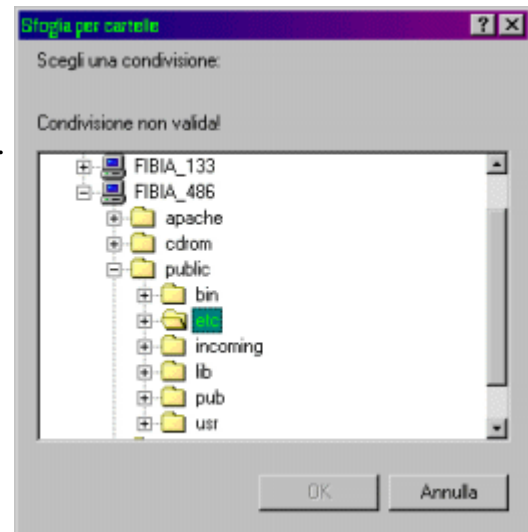 Sfoglia per cartelle
Scegli una condivisione:
Condivisione non valida!
FIBIA_133
FIBIA_486
apache
cdrom
public
bin
etc
incoming
lib
pub
usr
OK
Annulla